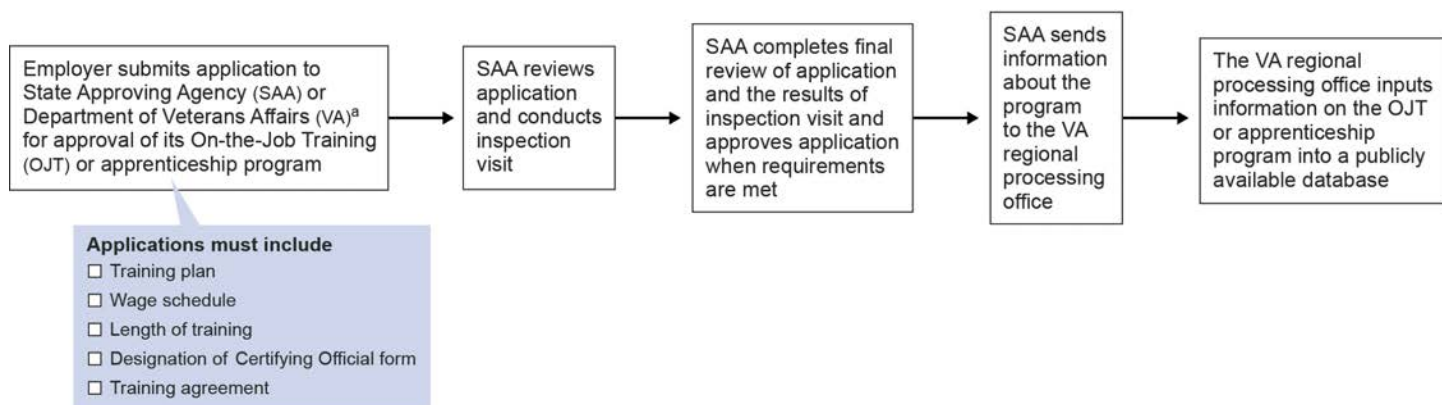 Employer submits application to
State Approving Agency (SAA) or
Department of Veterans Affairs (VA)ª
for approval of its On-the-Job Training
(OJT) or apprenticeship program
SAA reviews
application
and conducts
inspection
visit
SAA completes final
review of application
and the results of
inspection visit and
approves application
when requirements
are met
SAA sends
information
about the
program
to the VA
regional
processing
office
The VA regional
processing office inputs
information on the OJT
or apprenticeship
program into a publicly
available database
Applications must include
☐ Training plan
☐ Wage schedule
☐ Length of training
☐ Designation of Certifying Official form
☐ Training agreement